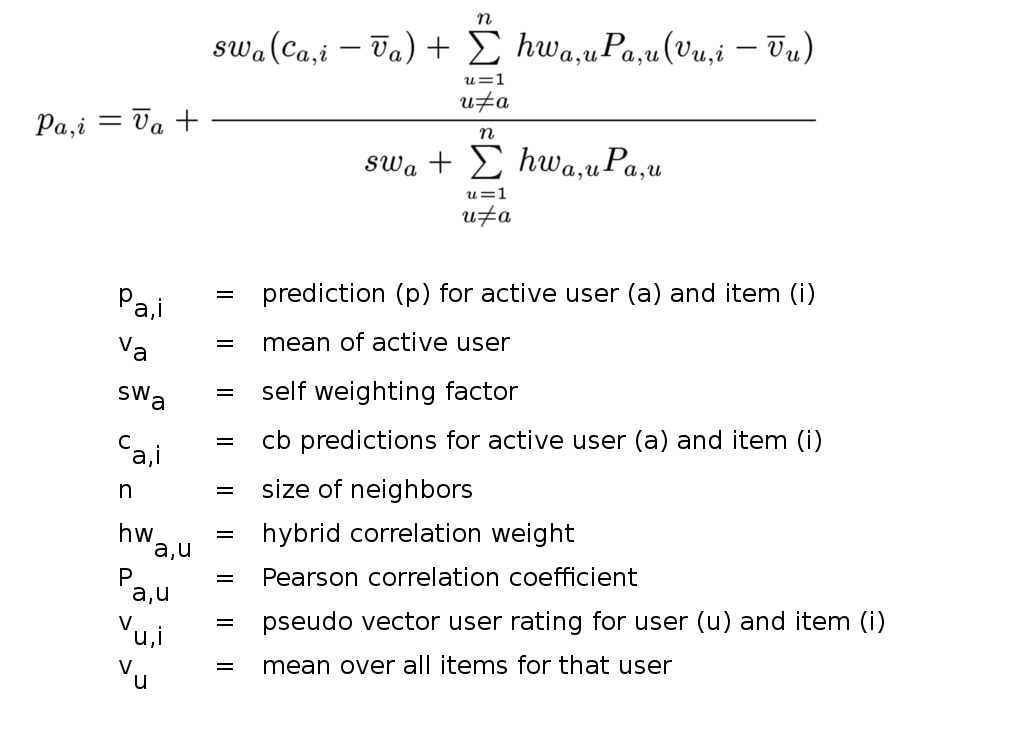 p_{a,i} = \overline{v}_a + \frac{sw_a(c_{a,i} - \overline{v}_a) + \sum_{\substack{u=1 \\ u \neq a}}^{n} hw_{a,u}P_{a,u}(v_{u,i} - \overline{v}_u)}{sw_a + \sum_{\substack{u=1 \\ u \neq a}}^{n} hw_{a,u}P_{a,u}}
p_{a,i} = prediction (p) for active user (a) and item (i)
v_a = mean of active user
sw_a = self weighting factor
c_{a,i} = cb predictions for active user (a) and item (i)
n = size of neighbors
hw_{a,u} = hybrid correlation weight
P_{a,u} = Pearson correlation coefficient
v_{u,i} = pseudo vector user rating for user (u) and item (i)
v_u = mean over all items for that user